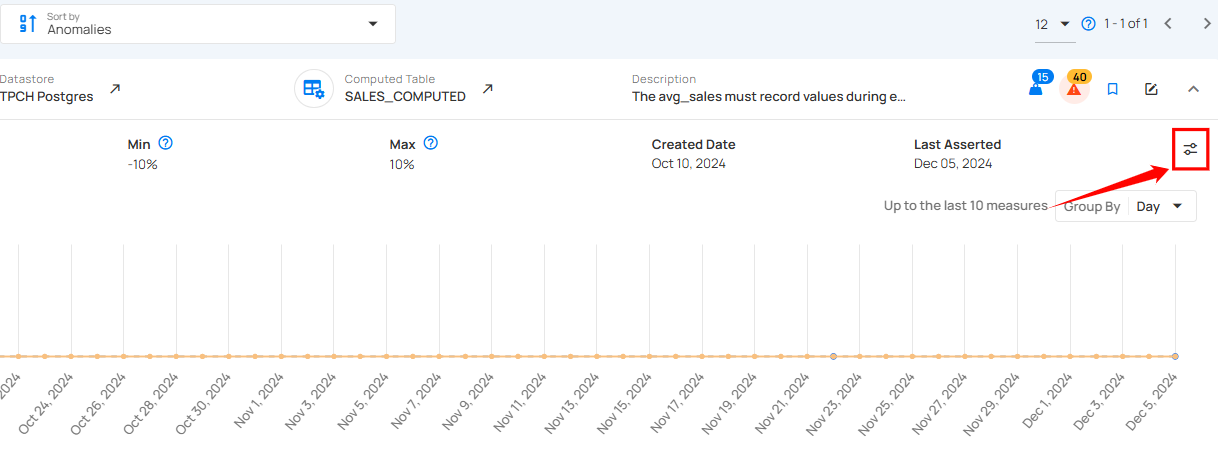 Sort by
Anomalies
12
1 - 1 of 1
Datastore
TPCH Postgres
Computed Table
SALES_COMPUTED
Description
The avg_sales must record values during e...
15
40
Min
-10%
Max
10%
Created Date
Oct 10, 2024
Last Asserted
Dec 05, 2024
Up to the last 10 measures
Group By
Day
2024
Oct 24, 2024
Oct 26, 2024
Oct 28, 2024
Oct 30, 2024
Nov 1, 2024
Nov 3, 2024
Nov 5, 2024
Nov 7, 2024
Nov 9, 2024
Nov 11, 2024
Nov 13, 2024
Nov 15, 2024
Nov 17, 2024
Nov 19, 2024
Nov 21, 2024
Nov 23, 2024
Nov 25, 2024
Nov 27, 2024
Nov 29, 2024
Dec 1, 2024
Dec 3, 2024
Dec 5, 2024